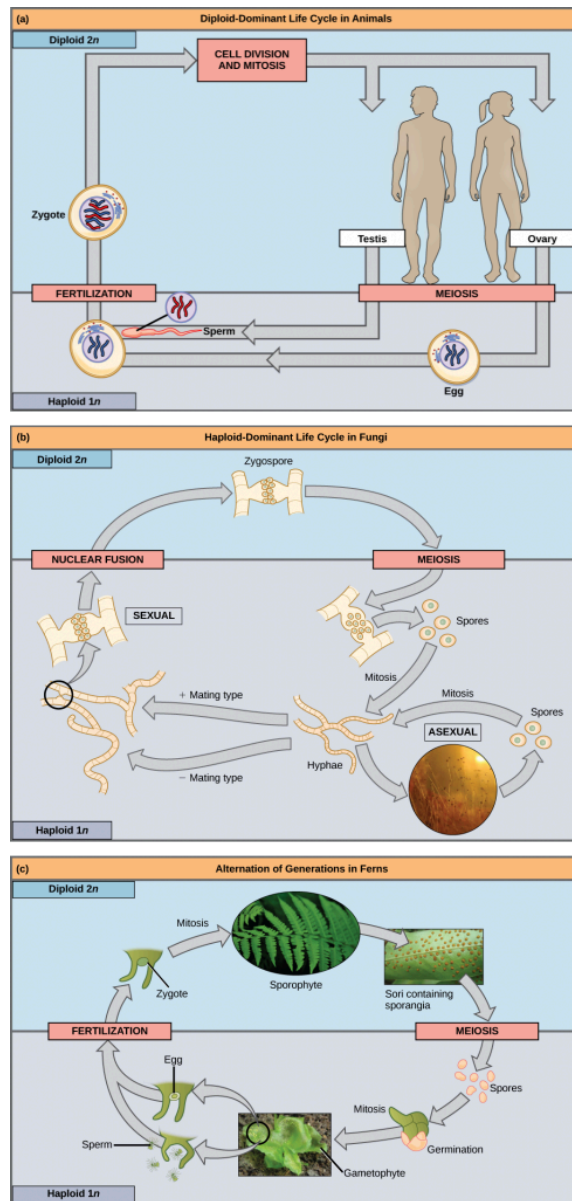 (a) Diploid-Dominant Life Cycle in Animals
Diploid 2n
CELL DIVISION
AND MITOSIS
Zygote
Testis
Ovary
FERTILIZATION
MEIOSIS
Sperm
Egg
Haploid 1n
(b) Haploid-Dominant Life Cycle in Fungi
Diploid 2n
Zygospore
NUCLEAR FUSION
MEIOSIS
SEXUAL
Spores
Mitosis
+ Mating type
Mitosis
Spores
ASEXUAL
Hyphae
− Mating type
Haploid 1n
(c) Alternation of Generations in Ferns
Diploid 2n
Mitosis
Zygote
Sporophyte
Sori containing
sporangia
FERTILIZATION
MEIOSIS
Egg
Spores
Mitosis
Germination
Sperm
Gametophyte
Haploid 1n